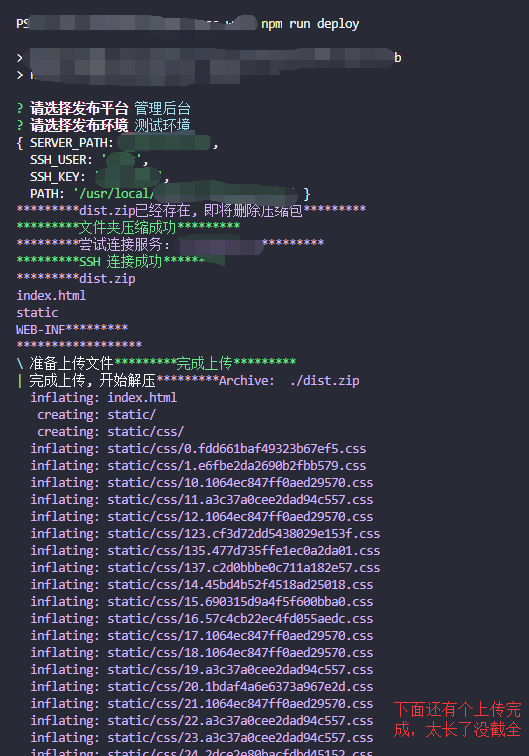 PS npm run deploy
> b
>
? 请选择发布平台 管理后台
? 请选择发布环境 测试环境
{ SERVER_PATH: ,
SSH_USER: ' ',
SSH_KEY: ' ',
PATH: '/usr/local/ }
*********dist.zip已经存在,即将删除压缩包*********
*********文件夹压缩成功*********
*********尝试连接服务: *********
*********SSH 连接成功******
*********dist.zip
index.html
static
WEB-INF*********
******************
\ 准备上传文件*********完成上传*********
| 完成上传,开始解压*********Archive: ./dist.zip
inflating: index.html
creating: static/
creating: static/css/
inflating: static/css/0.fdd661baf49323b67ef5.css
inflating: static/css/1.e6fbe2da2690b2fbb579.css
inflating: static/css/10.1064ec847ff0aed29570.css
inflating: static/css/11.a3c37a0cee2dad94c557.css
inflating: static/css/12.1064ec847ff0aed29570.css
inflating: static/css/123.cf3d72dd5438029e153f.css
inflating: static/css/135.477d735ffe1ec0a2da01.css
inflating: static/css/137.c2d0bbbe0c711a182e57.css
inflating: static/css/14.45bd4b52f4518ad25018.css
inflating: static/css/15.690315d9a4f5f600bba0.css
inflating: static/css/16.57c4cb22ec4fd055aedc.css
inflating: static/css/17.1064ec847ff0aed29570.css
inflating: static/css/18.1064ec847ff0aed29570.css
inflating: static/css/19.a3c37a0cee2dad94c557.css
inflating: static/css/20.1bdaf4a6e6373a967e2d.css
inflating: static/css/21.1064ec847ff0aed29570.css
inflating: static/css/22.a3c37a0cee2dad94c557.css
inflating: static/css/23.a3c37a0cee2dad94c557.css
inflating: static/css/24.2dce2e80bacfdbd45152.css
下面还有个上传完
成,太长了没截全